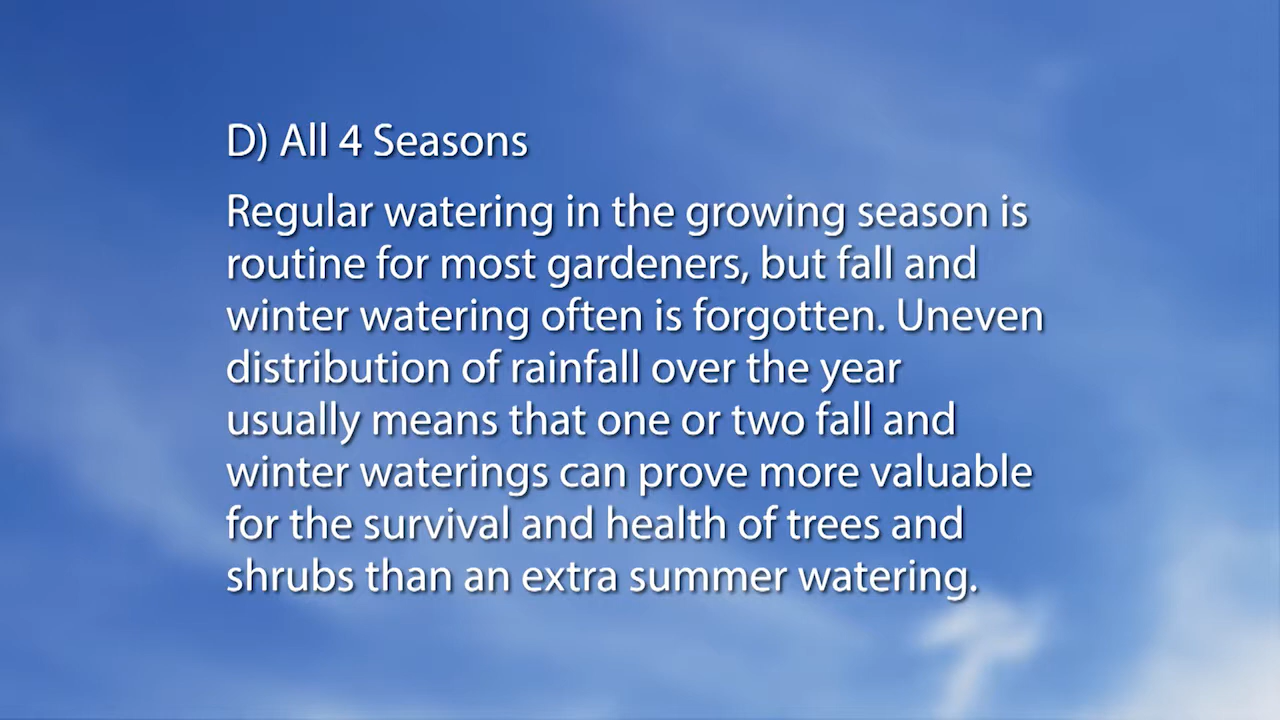 D) All 4 Seasons
Regular watering in the growing season is
routine for most gardeners, but fall and
winter watering often is forgotten. Uneven
distribution of rainfall over the year
usually means that one or two fall and
winter waterings can prove more valuable
for the survival and health of trees and
shrubs than an extra summer watering.